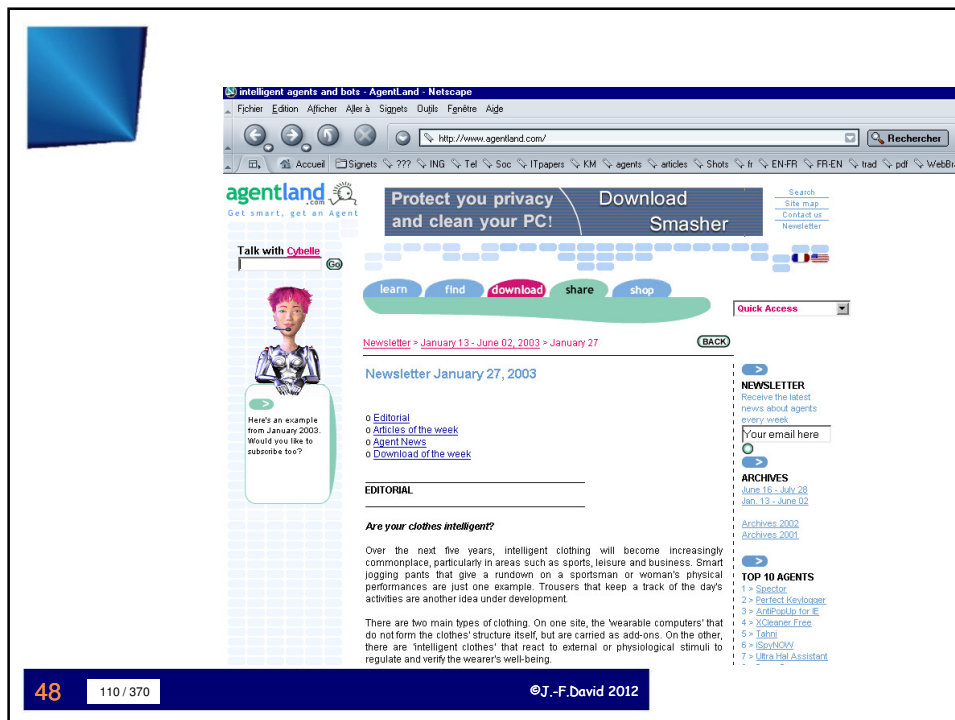 intelligent agents and bots - AgentLand - Netscape
Fichier Edition Afficher Aller à Signets Outils Fenêtre Aide
http://www.agentland.com/
Rechercher
Accueil Signets ??? ING Tel Soc ITpapers KM agents articles Shots fr EN-FR FR-EN trad pdf WebBra
agentland
.com
Get smart, get an Agent
Protect you privacy
and clean your PC!
Download
Smasher
Search
Site map
Contact us
Newsletter
Talk with Cybelle
Go
learn find download share shop
Quick Access
Newsletter > January 13 - June 02, 2003 > January 27
BACK
Newsletter January 27, 2003
o Editorial
o Articles of the week
o Agent News
o Download of the week
EDITORIAL
Are your clothes intelligent?
Over the next five years, intelligent clothing will become increasingly
commonplace, particularly in areas such as sports, leisure and business. Smart
jogging pants that give a rundown on a sportsman or woman's physical
performances are just one example. Trousers that keep a track of the day's
activities are another idea under development.
There are two main types of clothing. On one site, the 'wearable computers' that
do not form the clothes' structure itself, but are carried as add-ons. On the other,
there are 'intelligent clothes' that react to external or physiological stimuli to
regulate and verify the wearer's well-being.
Here's an example
from January 2003.
Would you like to
subscribe too?
NEWSLETTER
Receive the latest
news about agents
every week
Your email here
ARCHIVES
June 16 - July 28
Jan. 13 - June 02
Archives 2002
Archives 2001
TOP 10 AGENTS
1 > Spector
2 > Perfect Keylogger
3 > AntiPopUp for IE
4 > XCleaner Free
5 > Tahni
6 > iSpyNOW
7 > Ultra Hal Assistant
48
110 / 370
©J.-F.David 2012